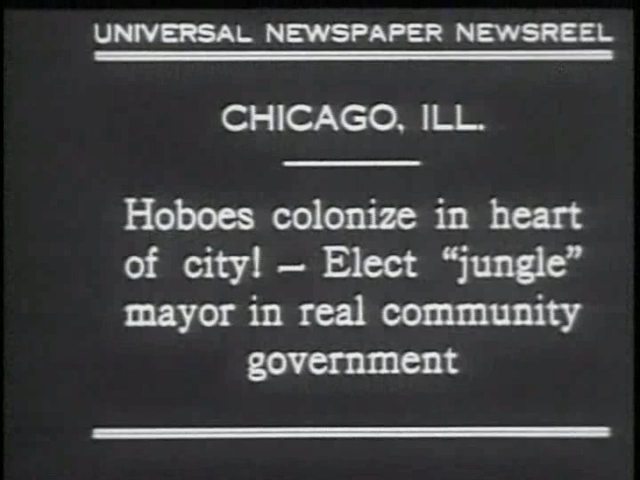 UNIVERSAL NEWSPAPER NEWSREEL
CHICAGO, ILL.
Hoboes colonize in heart
of city! — Elect “jungle”
mayor in real community
government